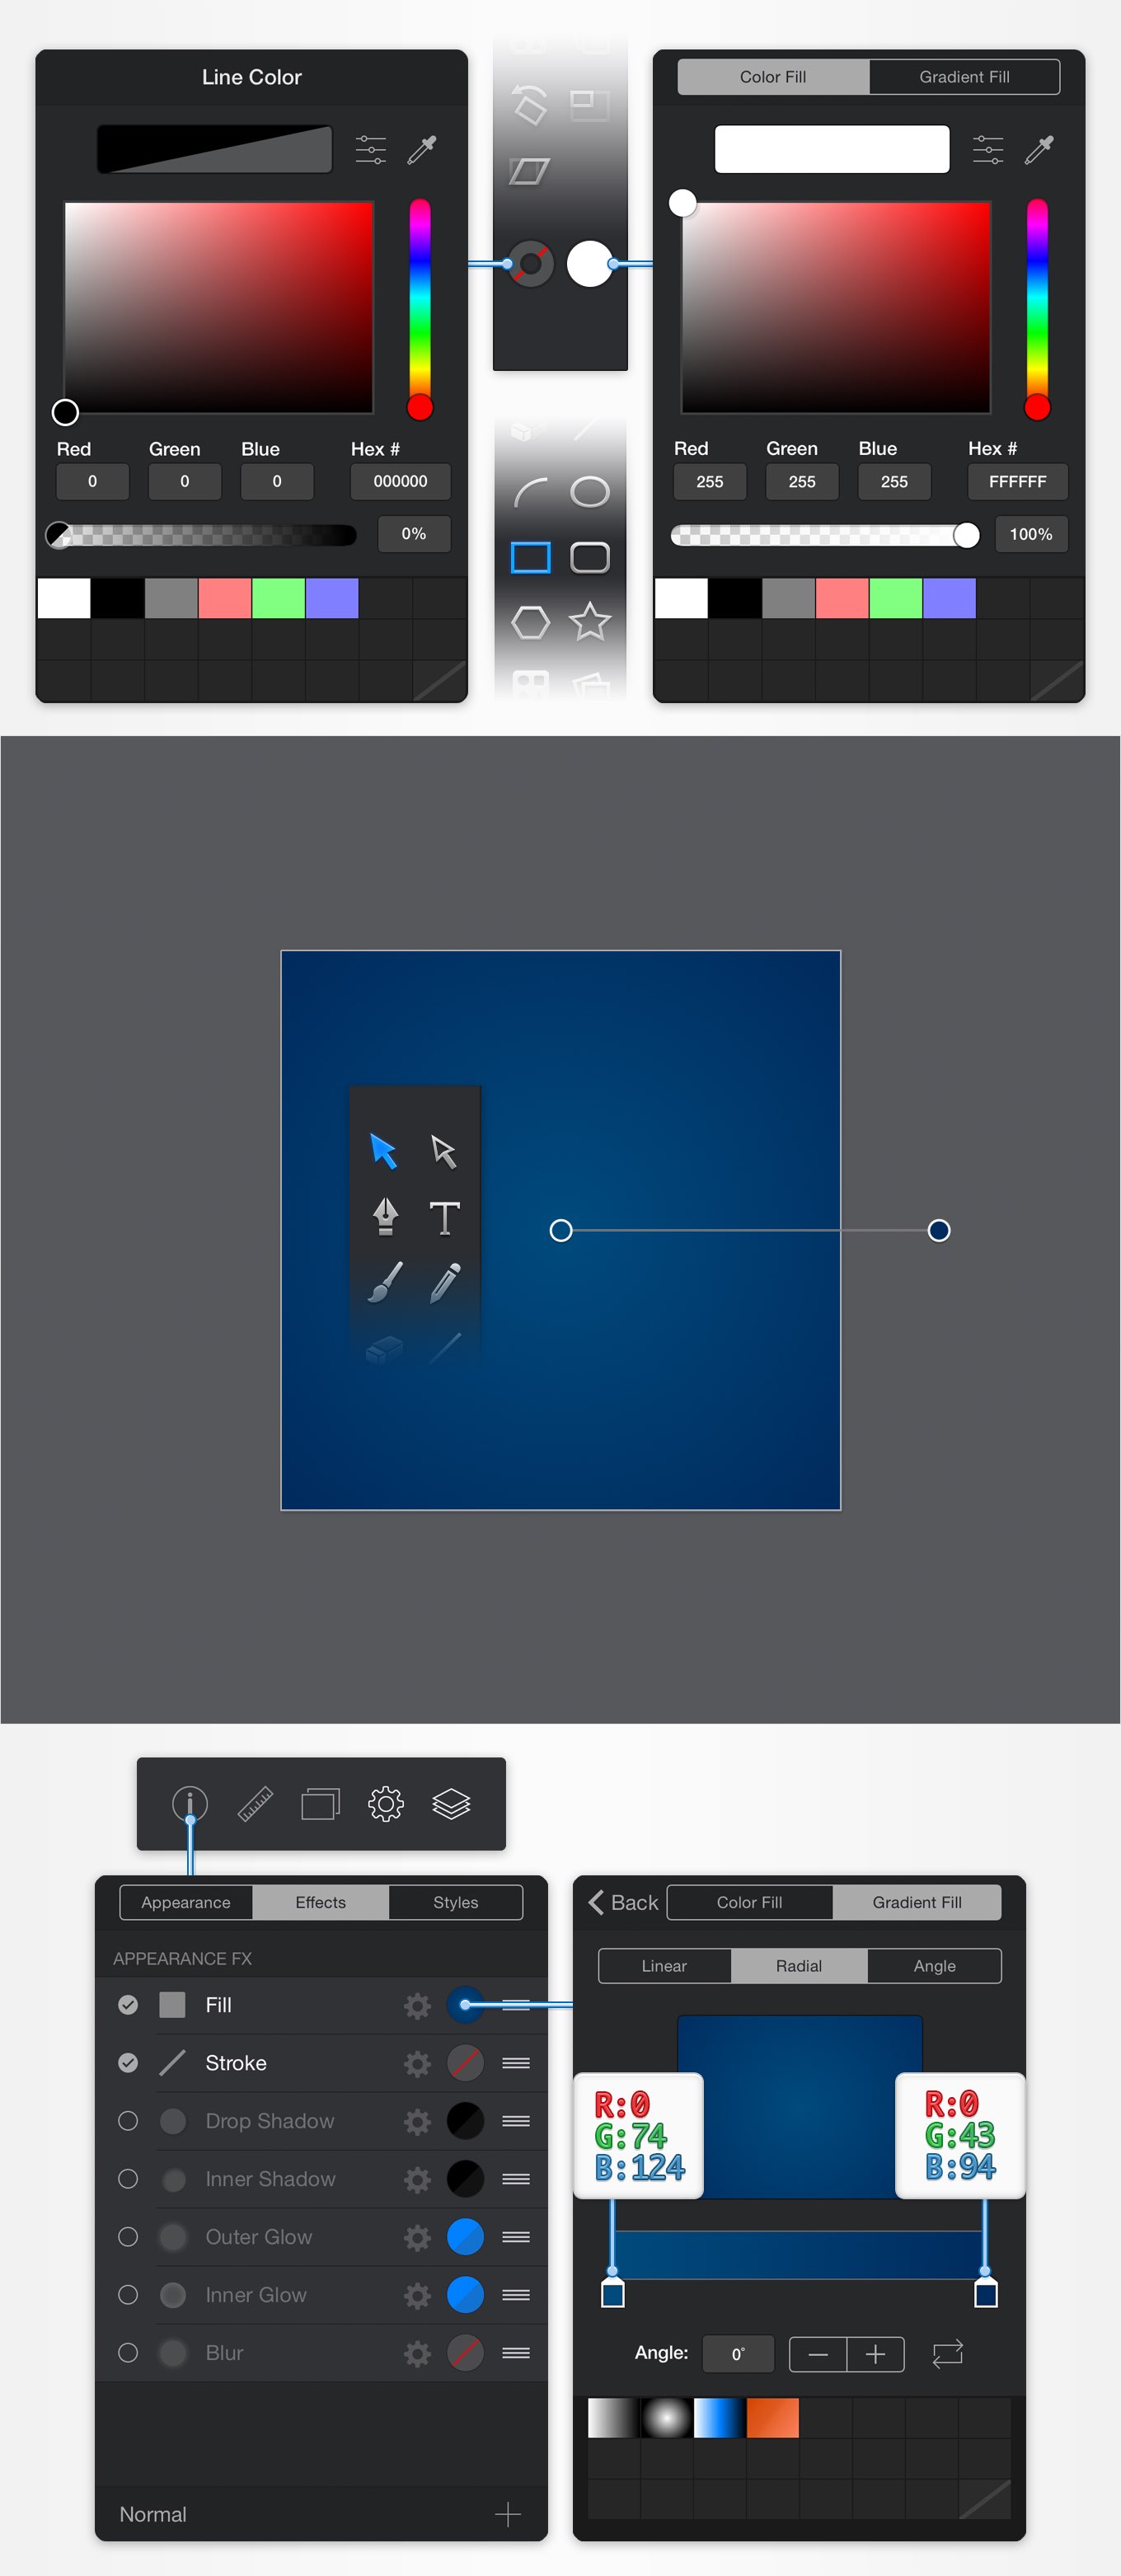 Line Color
Color Fill Gradient Fill
Red Green Blue Hex #
0 0 0 000000
0%
Red Green Blue Hex #
255 255 255 FFFFFF
100%
T
Appearance Effects Styles
APPEARANCE FX
Fill
Stroke
Drop Shadow
Inner Shadow
Outer Glow
Inner Glow
Blur
Normal
Back Color Fill Gradient Fill
Linear Radial Angle
R:0
G:74
B:124
R:0
G:43
B:94
Angle: 0°